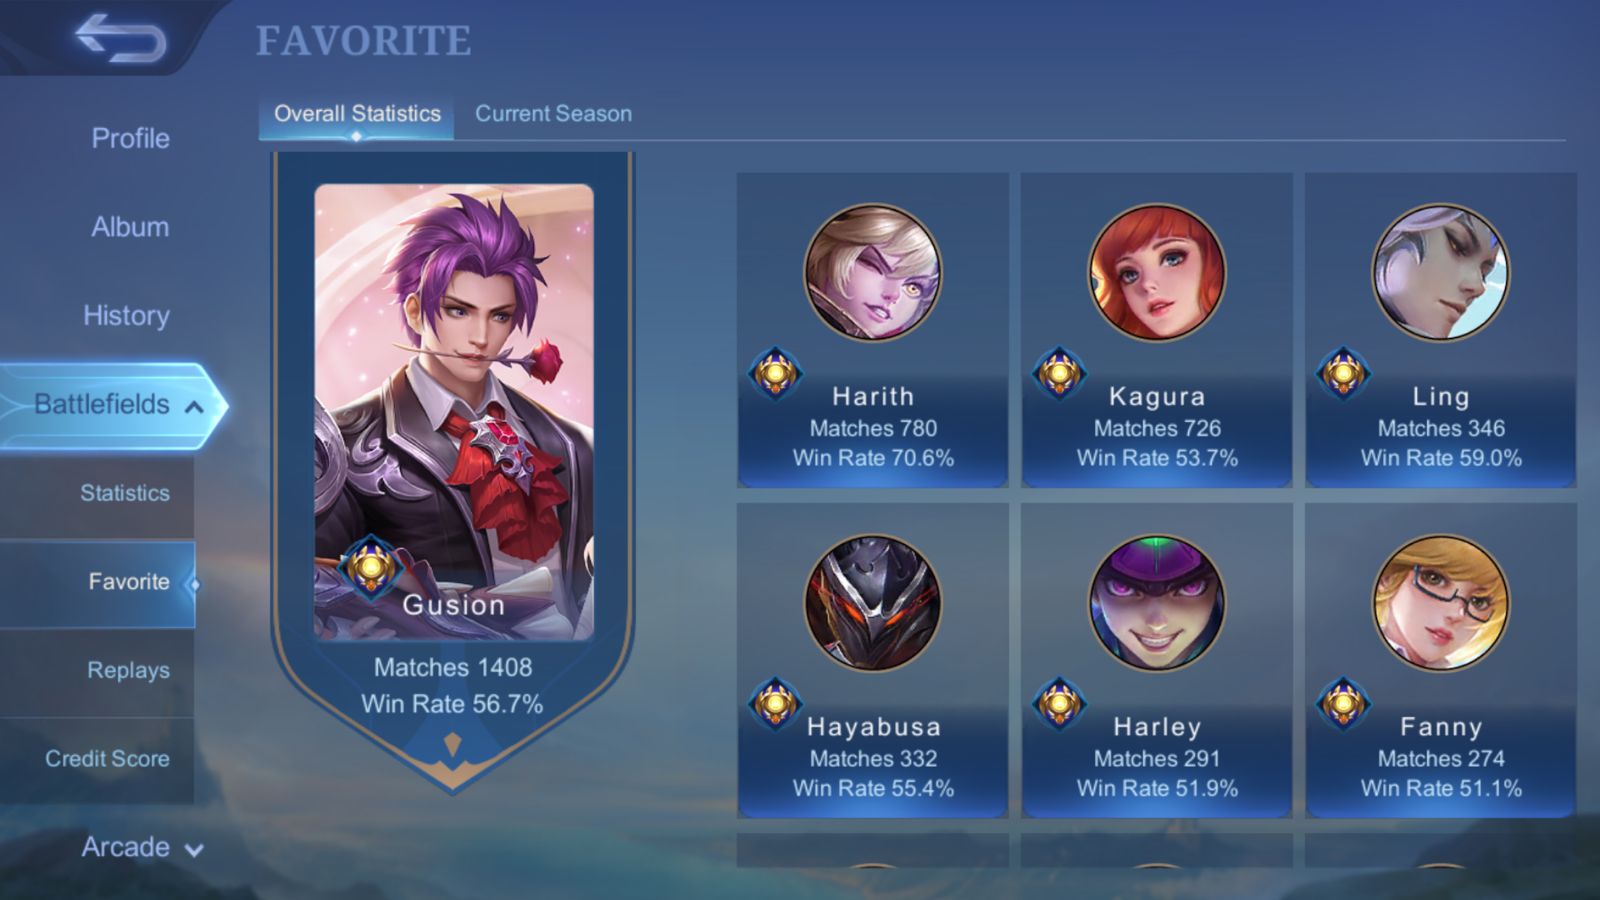 FAVORITE
Overall Statistics
Current Season
Profile
Album
History
Battlefields
Statistics
Favorite
Replays
Credit Score
Arcade
Gusion
Matches 1408
Win Rate 56.7%
Harith
Matches 780
Win Rate 70.6%
Kagura
Matches 726
Win Rate 53.7%
Ling
Matches 346
Win Rate 59.0%
Hayabusa
Matches 332
Win Rate 55.4%
Harley
Matches 291
Win Rate 51.9%
Fanny
Matches 274
Win Rate 51.1%